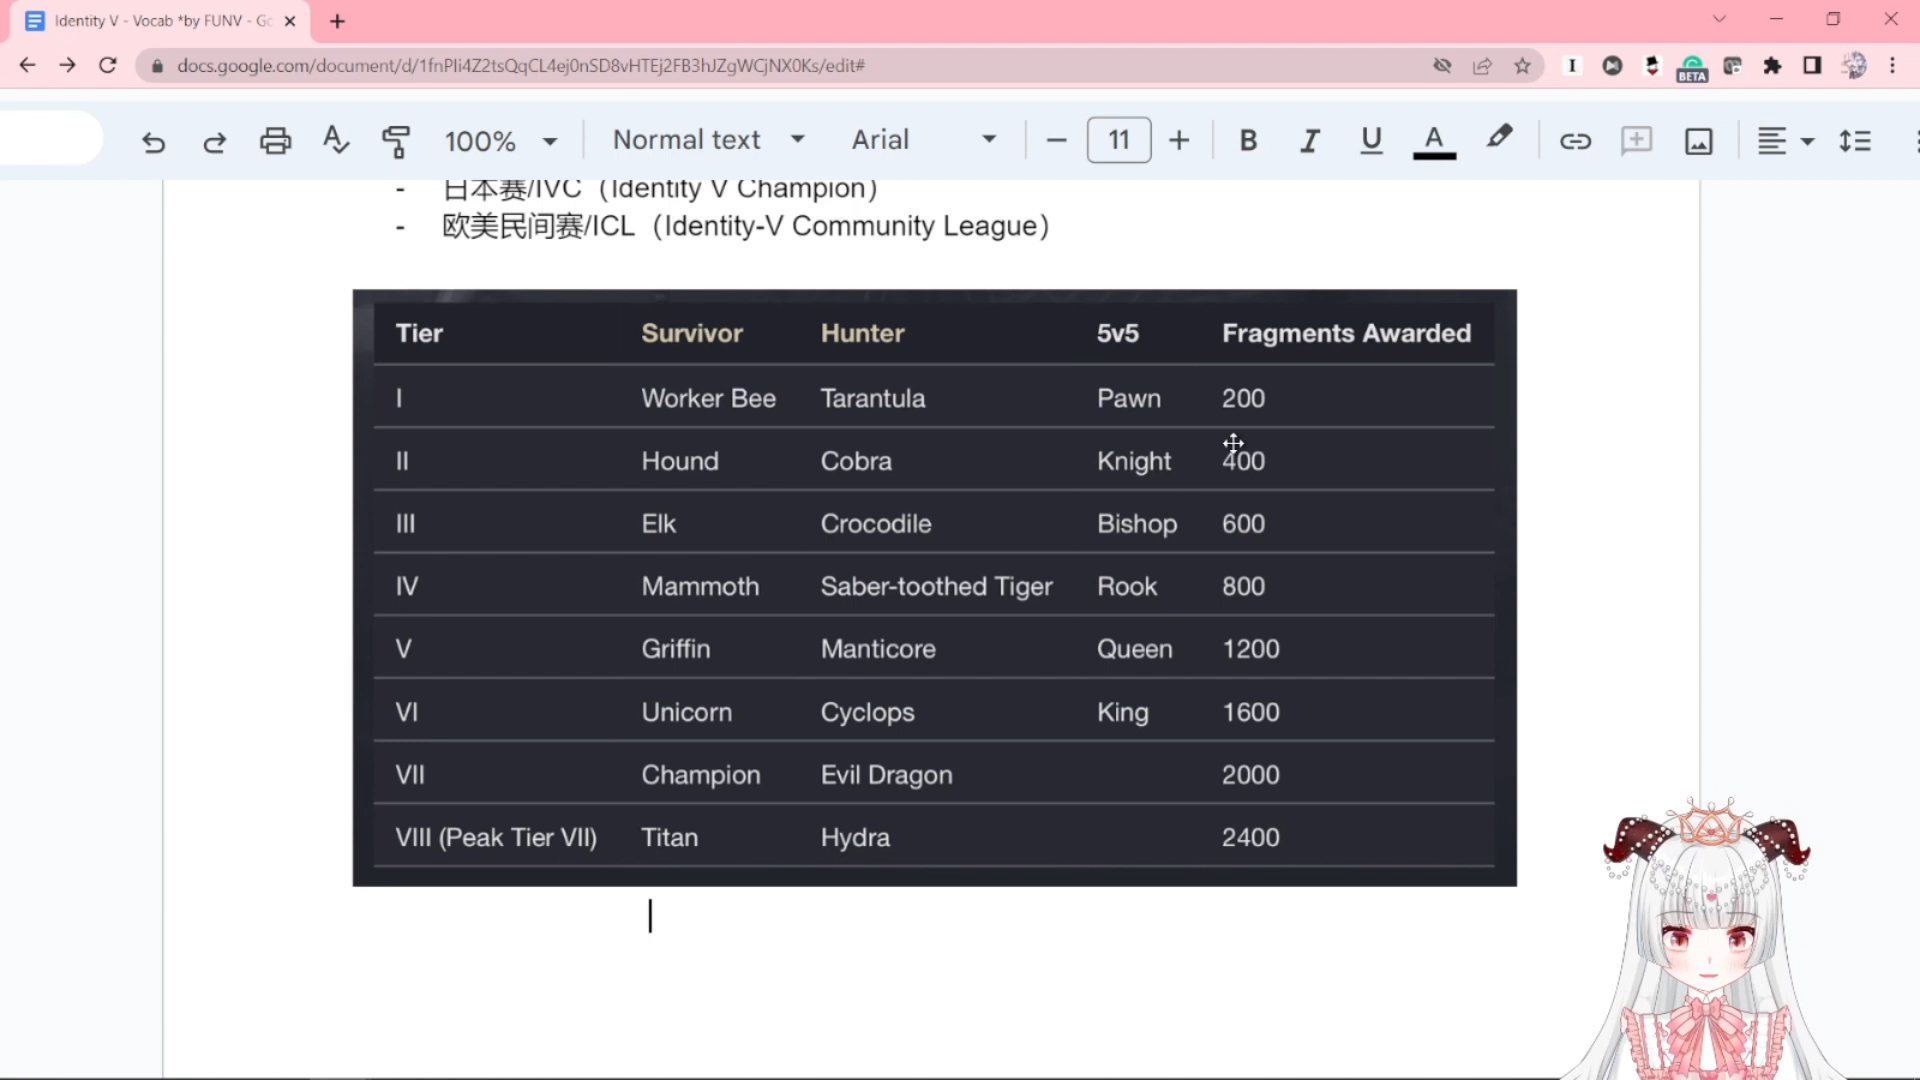 Identity V - Vocab *by FUNV - Go
docs.google.com/document/d/1fnPIi4Z2tsQqCL4ej0nSD8vHTEj2FB3hJZgWCjNX0Ks/edit#
I
BETA
100% Normal text Arial 11 B I U A
- 日本赛/IVC（Identity V Champion）
- 欧美民间赛/ICL（Identity-V Community League）
Tier Survivor Hunter 5v5 Fragments Awarded
I Worker Bee Tarantula Pawn 200
II Hound Cobra Knight 400
III Elk Crocodile Bishop 600
IV Mammoth Saber-toothed Tiger Rook 800
V Griffin Manticore Queen 1200
VI Unicorn Cyclops King 1600
VII Champion Evil Dragon 2000
VIII (Peak Tier VII) Titan Hydra 2400